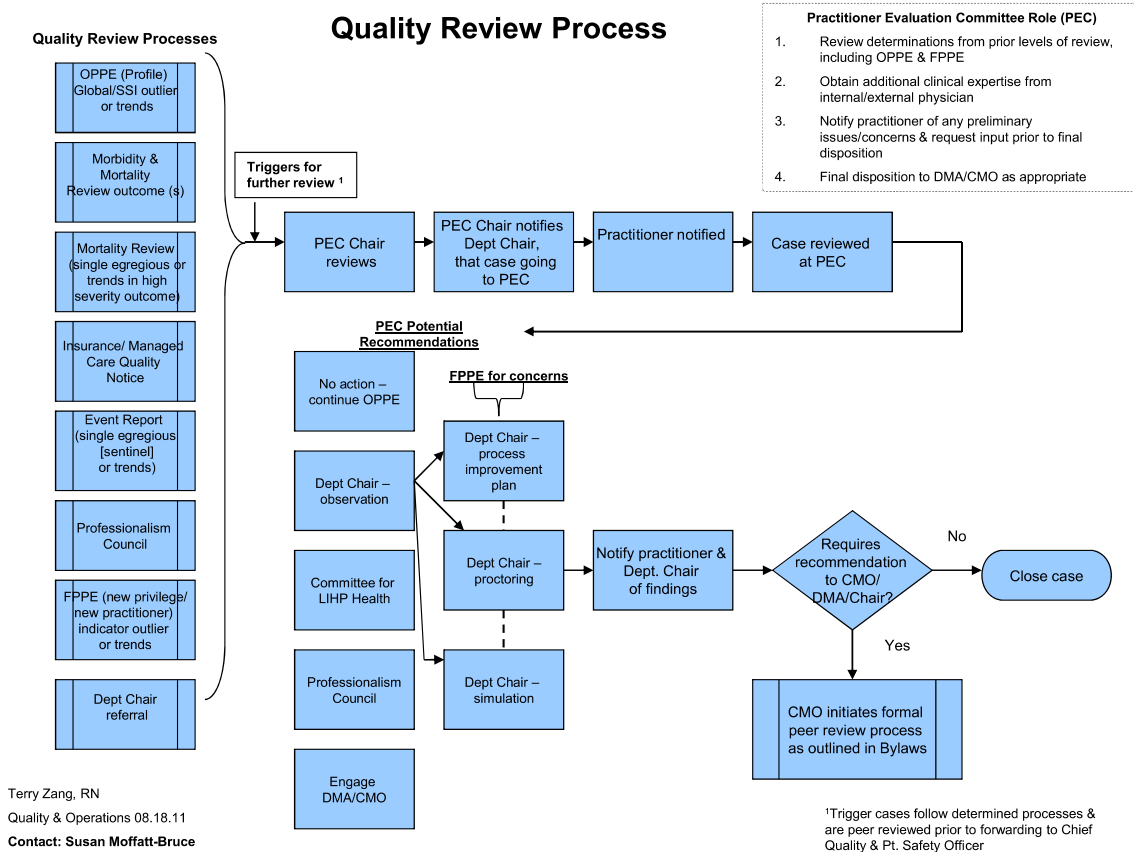 Quality Review Process
Quality Review Processes
OPPE (Profile)
Global/SSI outlier
or trends
Morbidity &
Mortality
Review outcome (s)
Mortality Review
(single egregious or
trends in high
severity outcome)
Insurance/ Managed
Care Quality
Notice
Event Report
(single egregious
[sentinel]
or trends)
Professionalism
Council
FPPE (new privilege/
new practitioner)
indicator outlier
or trends
Dept Chair
referral
Triggers for
further review 1
Practitioner Evaluation Committee Role (PEC)
1. Review determinations from prior levels of review,
including OPPE & FPPE
2. Obtain additional clinical expertise from
internal/external physician
3. Notify practitioner of any preliminary
issues/concerns & request input prior to final
disposition
4. Final disposition to DMA/CMO as appropriate
PEC Chair
reviews
PEC Chair notifies
Dept Chair,
that case going
to PEC
Practitioner notified
Case reviewed
at PEC
PEC Potential
Recommendations
No action –
continue OPPE
Dept Chair –
observation
Committee for
LIHP Health
Professionalism
Council
Engage
DMA/CMO
FPPE for concerns
Dept Chair –
process
improvement
plan
Dept Chair –
proctoring
Dept Chair –
simulation
Notify practitioner &
Dept. Chair
of findings
Requires
recommendation
to CMO/
DMA/Chair?
No
Close case
Yes
CMO initiates formal
peer review process
as outlined in Bylaws
Terry Zang, RN
Quality & Operations 08.18.11
Contact: Susan Moffatt-Bruce
1Trigger cases follow determined processes &
are peer reviewed prior to forwarding to Chief
Quality & Pt. Safety Officer